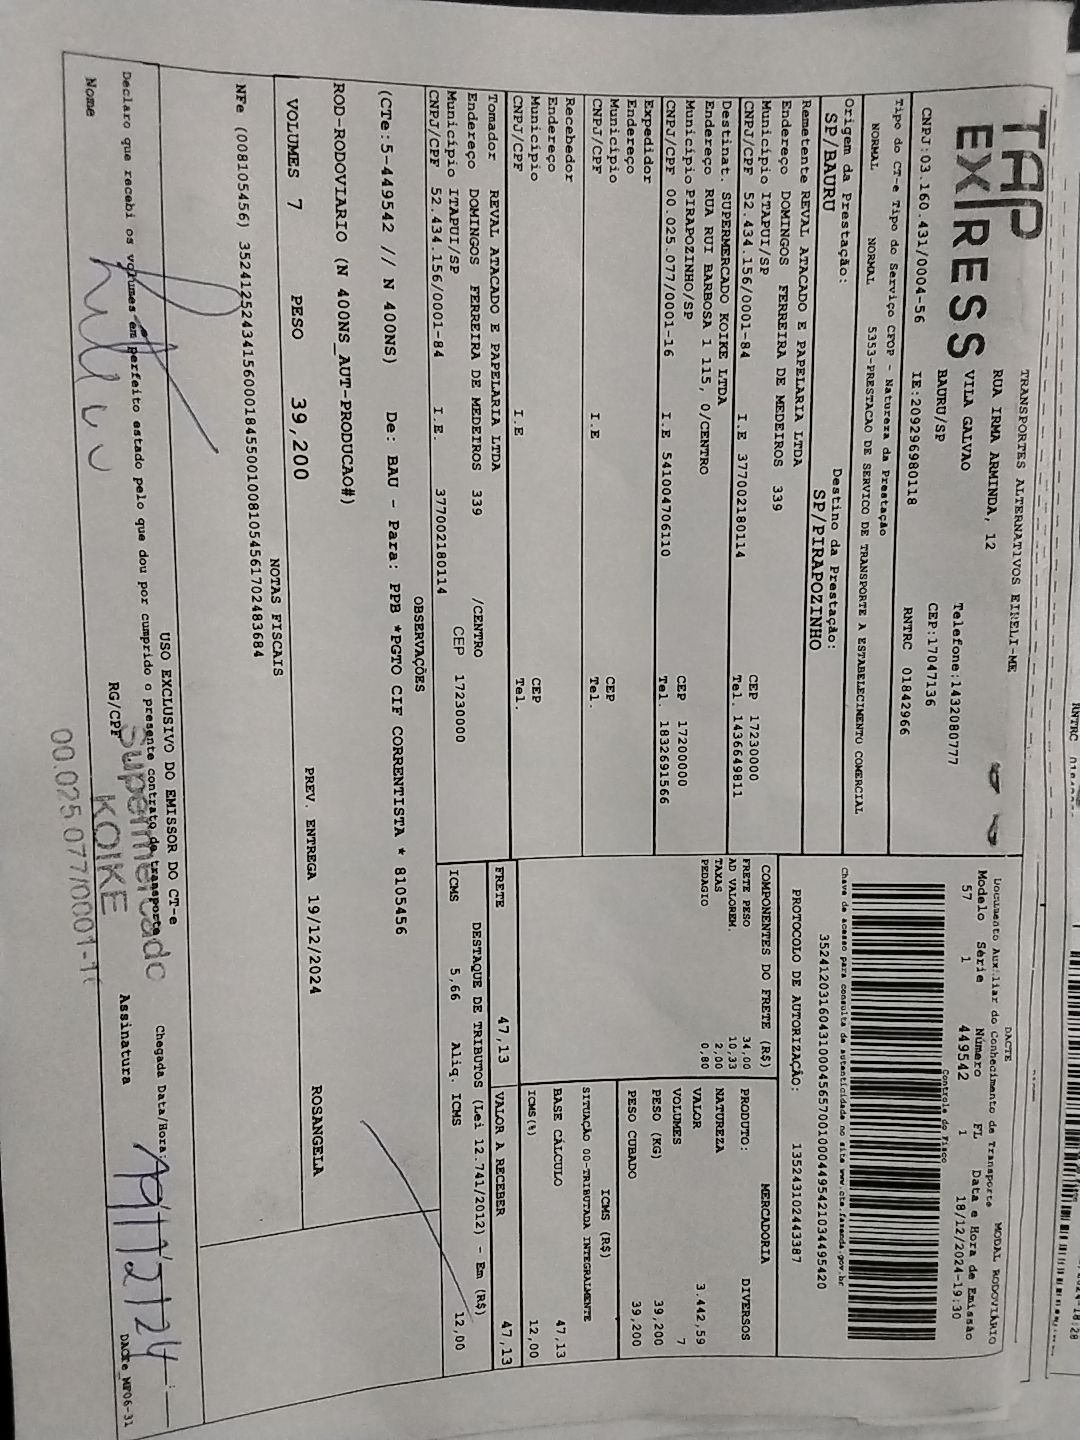 TAP
EXPRESS
TRANSPORTES ALTERNATIVOS EIRELI-ME
RUA IRMA ARMINDA, 12
VILA GALVAO
BAURU/SP
Telefone:1432080777
CEP:17047136
CNPJ:03.160.431/0004-56 IE:209296980118 RNTRC 01842966
DACTE MODAL RODOVIÁRIO
Documento Auxiliar do Conhecimento de Transporte
Modelo Série Número FL Data e Hora de Emissão
57 1 449542 1 18/12/2024-19:30
Controle do Fisco
Tipo do CT-e Tipo do Serviço CFOP - Natureza da Prestação
NORMAL NORMAL 5353-PRESTACAO DE SERVICO DE TRANSPORTE A ESTABELECIMENTO COMERCIAL
Chave de acesso para consulta de autenticidade no site www.cte.fazenda.gov.br
35241203160431000456570010004495421034495420
Origem da Prestação: Destino da Prestação:
SP/BAURU SP/PIRAPOZINHO
PROTOCOLO DE AUTORIZAÇÃO: 135243102443387
Remetente REVAL ATACADO E PAPELARIA LTDA
Endereço DOMINGOS FERREIRA DE MEDEIROS 339
Município ITAPUI/SP CEP 17230000
CNPJ/CPF 52.434.156/0001-84 I.E 377002180114 Tel. 1436649811
Destinat. SUPERMERCADO KOIKE LTDA
Endereço RUA RUI BARBOSA 1 115, 0/CENTRO
Município PIRAPOZINHO/SP CEP 17200000
CNPJ/CPF 00.025.077/0001-16 I.E 541004706110 Tel. 1832691566
Expedidor
Endereço
Município CEP
CNPJ/CPF I.E Tel.
Recebedor
Endereço
Município CEP
CNPJ/CPF I.E Tel.
Tomador REVAL ATACADO E PAPELARIA LTDA
Endereço DOMINGOS FERREIRA DE MEDEIROS 339 /CENTRO
Município ITAPUI/SP CEP 17230000
CNPJ/CPF 52.434.156/0001-84 I.E. 377002180114
COMPONENTES DO FRETE (R$)
FRETE PESO 34,00
AD VALOREM. 10,33
TAXAS 2,00
PEDAGIO 0,80
MERCADORIA
PRODUTO: DIVERSOS
NATUREZA
VALOR 3.442,59
VOLUMES 7
PESO (KG) 39,200
PESO CUBADO 39,200
ICMS (R$)
SITUAÇÃO 00-TRIBUTADA INTEGRALMENTE
BASE CÁLCULO 47,13
ICMS(%) 12,00
FRETE 47,13 VALOR A RECEBER 47,13
DESTAQUE DE TRIBUTOS (Lei 12.741/2012) - Em (R$)
ICMS 5,66 Aliq. ICMS 12,00
OBSERVAÇÕES
(CTe:5-449542 // N 400NS) De: BAU - Para: PPB *PGTO CIF CORRENTISTA * 8105456
ROD-RODOVIARIO (N 400NS_AUT-PRODUCAO#)
VOLUMES 7 PESO 39,200 PREV. ENTREGA 19/12/2024 ROSANGELA
NOTAS FISCAIS
NFe (008105456) 35241252434156000184550010081054561702483684
USO EXCLUSIVO DO EMISSOR DO CT-e
Declaro que recebi os volumes em perfeito estado pelo que dou por cumprido o presente contrato de transporte
Chegada Data/Hora: 19/12/24
Nome RG/CPF Assinatura
Supermercado
KOIKE
00.025.077/0001-1
DACTe_MF06-31